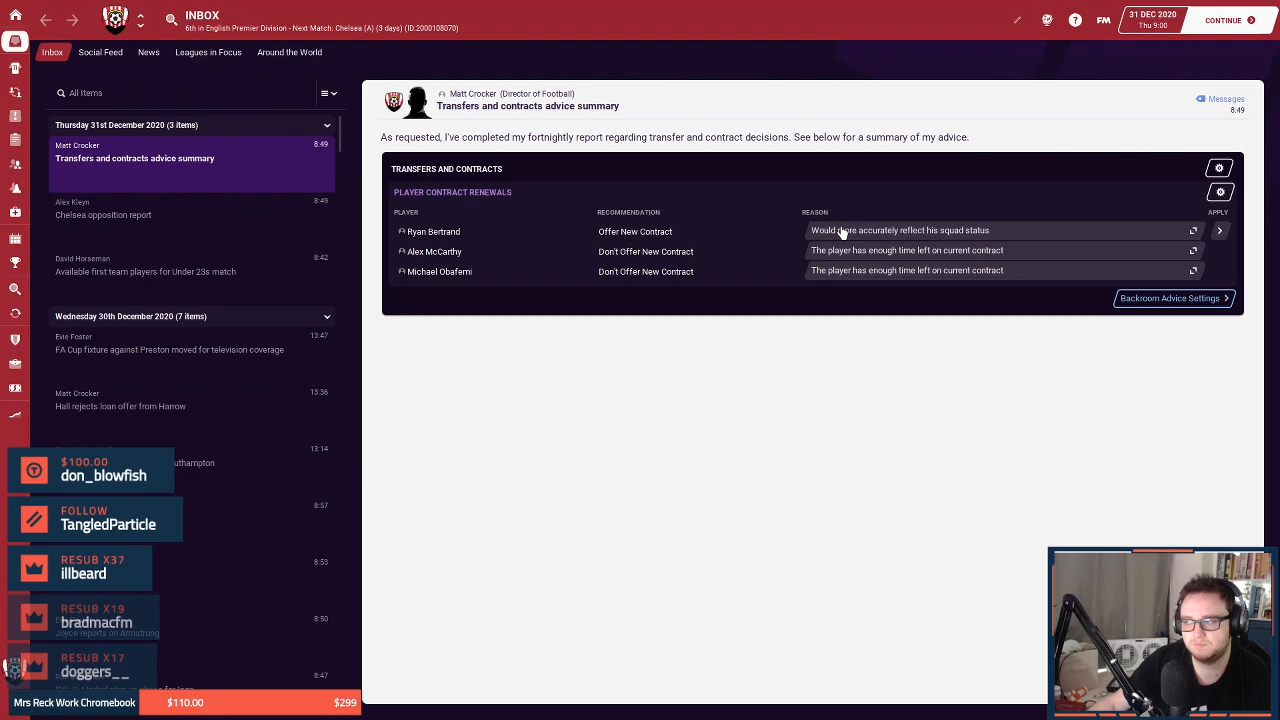 INBOX
6th in English Premier Division - Next Match: Chelsea (A) (3 days) (ID:2000108070)
FM
31 DEC 2020
Thu 9:00
CONTINUE
Inbox
Social Feed
News
Leagues in Focus
Around the World
All Items
Thursday 31st December 2020 (3 items)
Matt Crocker
8:49
Transfers and contracts advice summary
Alex Kleyn
8:49
Chelsea opposition report
David Horseman
8:42
Available first team players for Under 23s match
Wednesday 30th December 2020 (7 items)
Evie Foster
13:47
FA Cup fixture against Preston moved for television coverage
Matt Crocker
13:36
Hall rejects loan offer from Harrow
13:14
8:57
8:53
8:50
Joyce reports on Armstrong
8:47
$100.00
don_blowfish
FOLLOW
TangledParticle
RESUB X37
illbeard
RESUB X19
bradmacfm
RESUB X17
doggers__
Mrs Reck Work Chromebook
$110.00
$299
Matt Crocker (Director of Football)
Transfers and contracts advice summary
Messages
8:49
As requested, I've completed my fortnightly report regarding transfer and contract decisions. See below for a summary of my advice.
TRANSFERS AND CONTRACTS
PLAYER CONTRACT RENEWALS
PLAYER
RECOMMENDATION
REASON
APPLY
Ryan Bertrand
Offer New Contract
Would more accurately reflect his squad status
Alex McCarthy
Don't Offer New Contract
The player has enough time left on current contract
Michael Obafemi
Don't Offer New Contract
The player has enough time left on current contract
Backroom Advice Settings